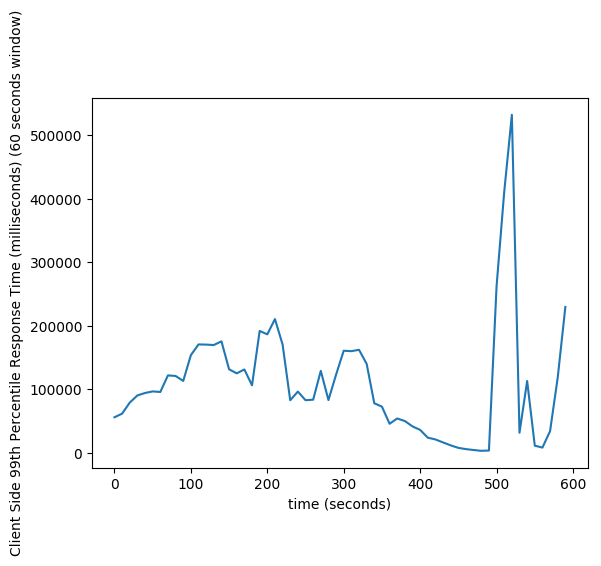 Client Side 99th Percentile Response Time (milliseconds) (60 seconds window)
500000
400000
300000
200000
100000
0
0 100 200 300 400 500 600
time (seconds)